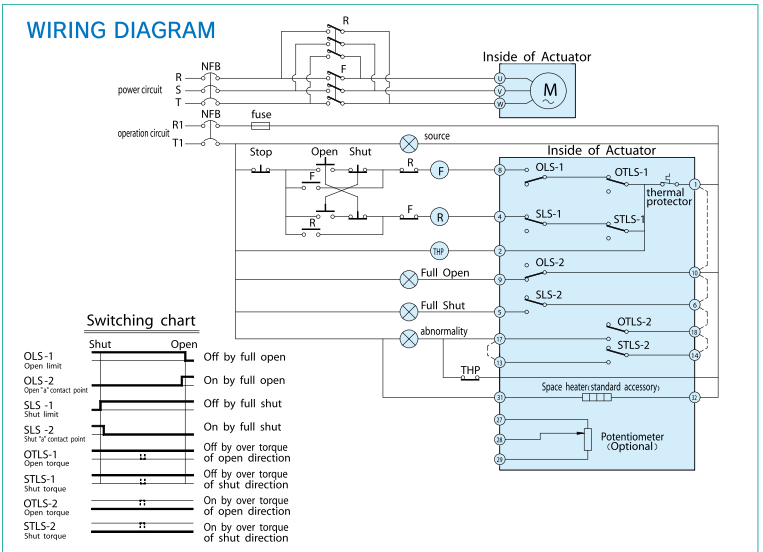 WIRING DIAGRAM
R
Inside of Actuator
NFB
F
power circuit
R
S
T
U
V
W
M
NFB
operation circuit
R1
T1
fuse
source
Inside of Actuator
Stop
Open
Shut
F
R
F
8
OLS-1
OTLS-1
1
thermal
protector
R
F
R
4
SLS-1
STLS-1
THP
2
Full Open
9
OLS-2
10
Full Shut
5
SLS-2
6
abnormality
17
OTLS-2
18
13
STLS-2
14
THP
31
Space heater(standard accessory)
32
27
28
29
Potentiometer
(Optional)
Switching chart
Shut
Open
OLS-1
Open limit
Off by full open
OLS-2
Open "a" contact point
On by full open
SLS -1
Shut limit
Off by full shut
SLS -2
Shut "a" contact point
On by full shut
OTLS-1
Open torque
Off by over torque
of open direction
STLS-1
Shut torque
Off by over torque
of shut direction
OTLS-2
Open torque
On by over torque
of open direction
STLS-2
Shut torque
On by over torque
of shut direction